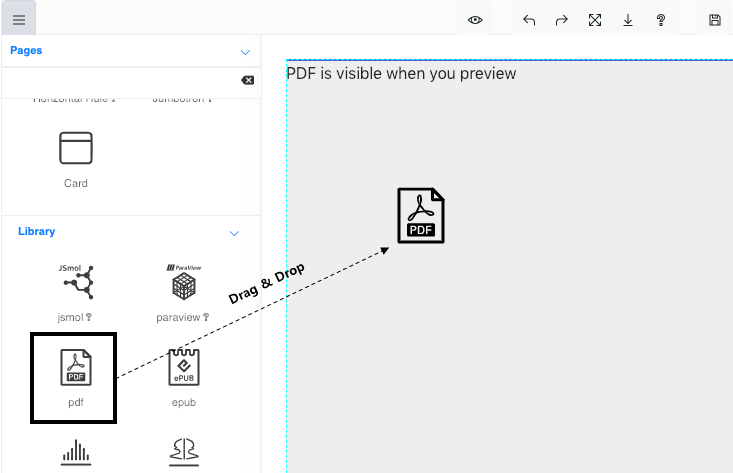 Pages
Horizontal Rule ?
Jumbotron ?
Card
Library
JSmol
ParaView
jsmol ?
paraview ?
PDF
pdf
ePUB
epub
?
PDF is visible when you preview
PDF
Drag & Drop